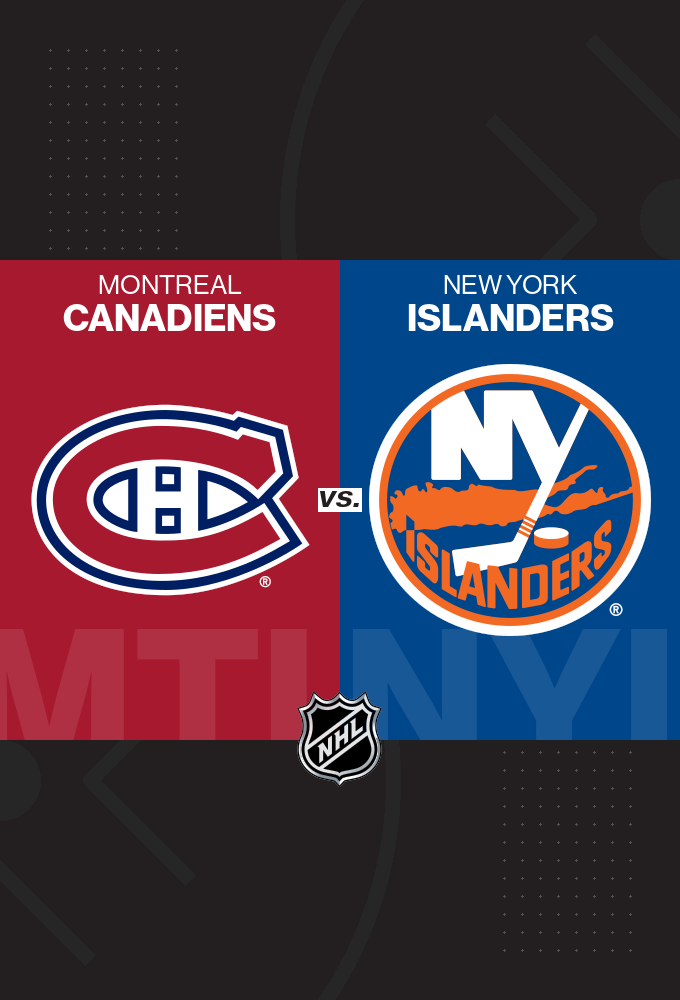 MONTREAL
CANADIENS
NEW YORK
ISLANDERS
VS.
NY
ISLANDERS
®
®
MTL
NYI
NHL